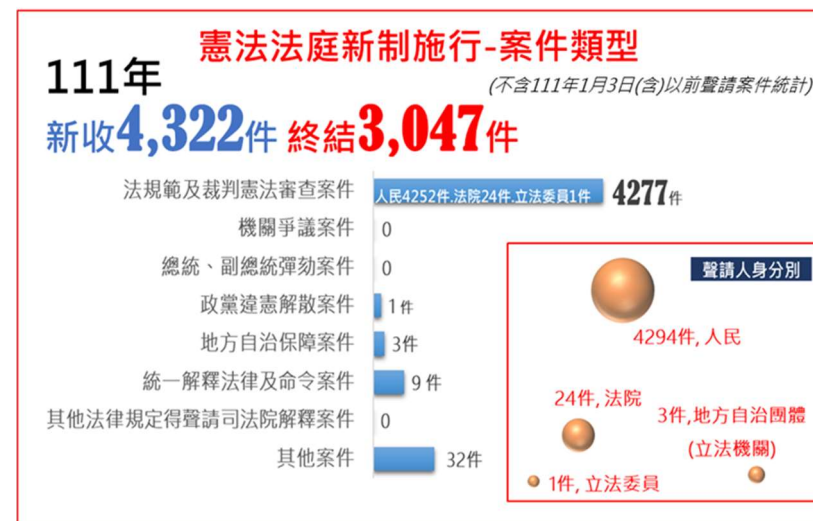 憲法法庭新制施行-案件類型
111年
(不含111年1月3日(含)以前聲請案件統計)
新收4,322件 終結3,047件
法規範及裁判憲法審查案件 人民4252件.法院24件.立法委員1件 4277件
機關爭議案件 0
總統、副總統彈劾案件 0
政黨違憲解散案件 1件
地方自治保障案件 3件
統一解釋法律及命令案件 9件
其他法律規定得聲請司法院解釋案件 0
其他案件 32件
聲請人身分別
4294件, 人民
24件, 法院
3件,地方自治團體
(立法機關)
1件, 立法委員